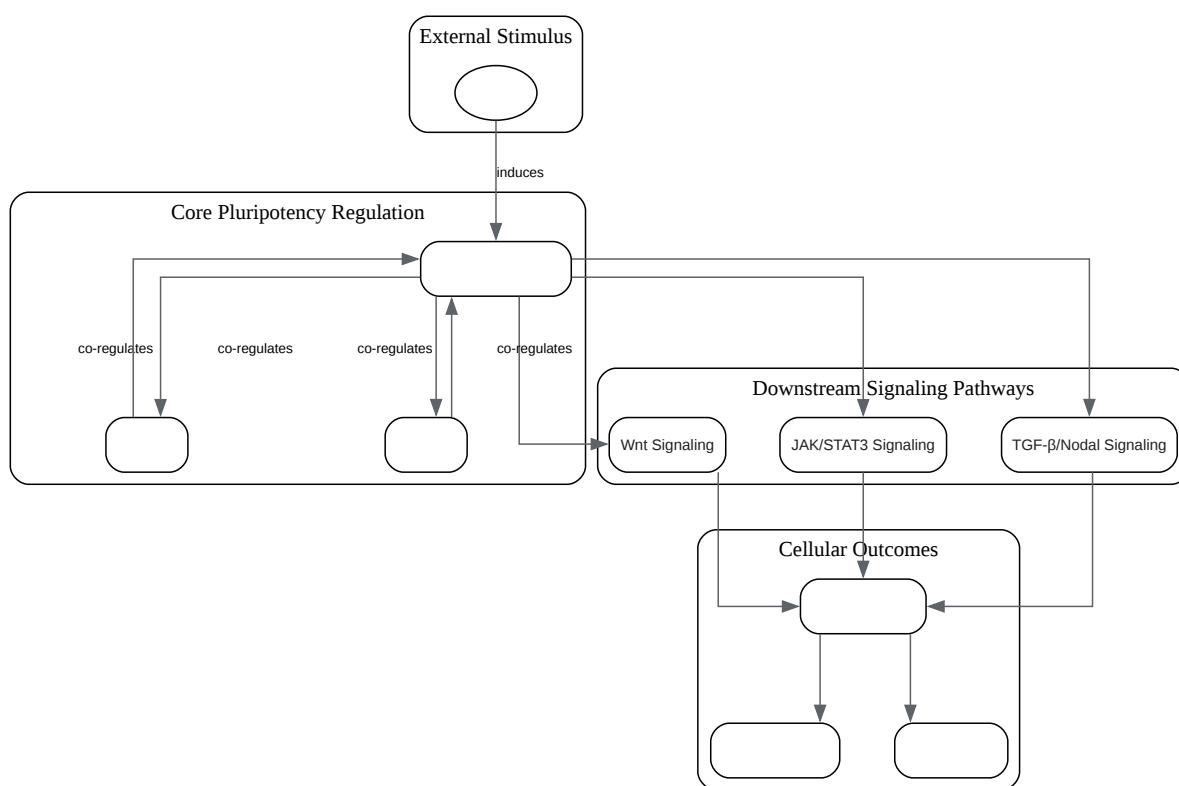 External Stimulus
induces
Core Pluripotency Regulation
co-regulates
co-regulates
co-regulates
co-regulates
Downstream Signaling Pathways
Wnt Signaling
JAK/STAT3 Signaling
TGF-β/Nodal Signaling
Cellular Outcomes